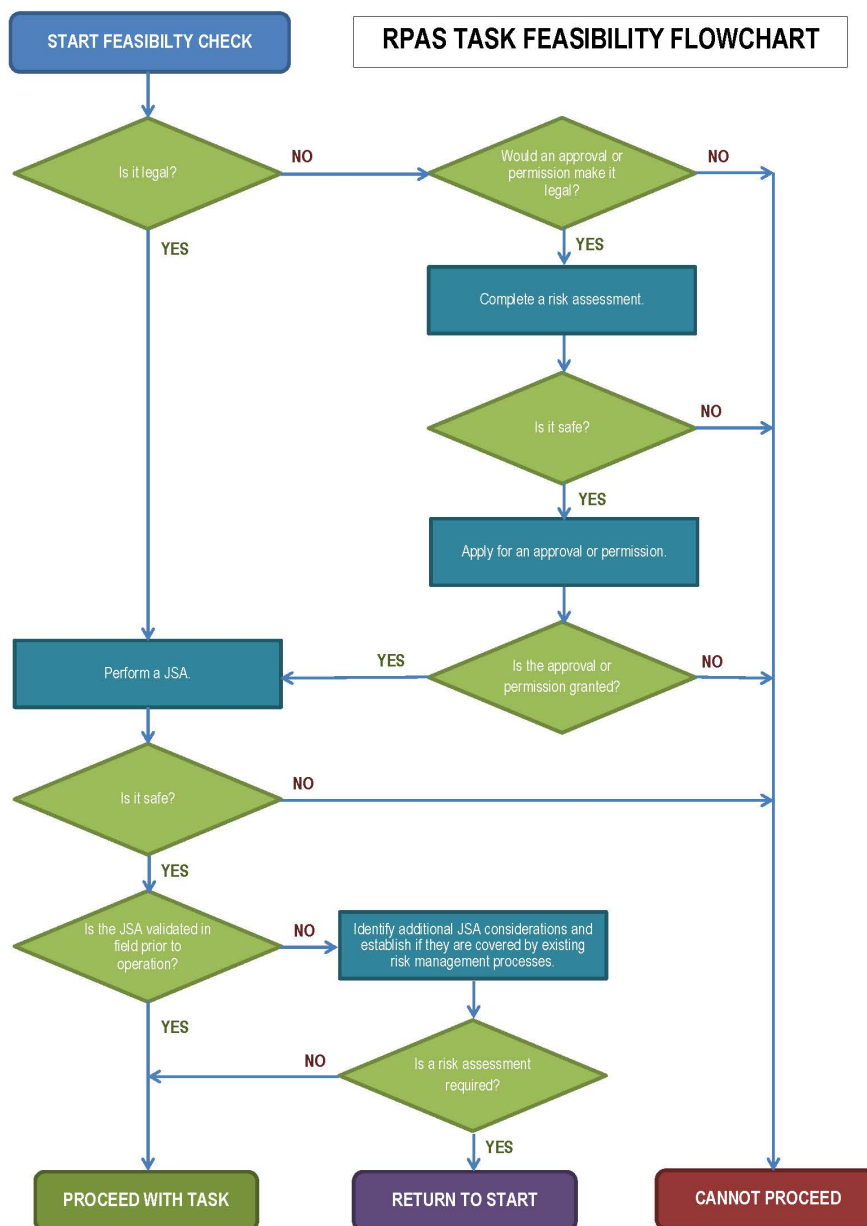 START FEASIBILTY CHECK
RPAS TASK FEASIBILITY FLOWCHART
Is it legal?
NO
Would an approval or
permission make it
legal?
NO
YES
YES
Complete a risk assessment.
Is it safe?
NO
YES
Apply for an approval or permission.
Perform a JSA.
YES
Is the approval or
permission granted?
NO
Is it safe?
NO
YES
Is the JSA validated in
field prior to
operation?
NO
Identify additional JSA considerations and
establish if they are covered by existing
risk management processes.
YES
NO
Is a risk assessment
required?
YES
PROCEED WITH TASK
RETURN TO START
CANNOT PROCEED